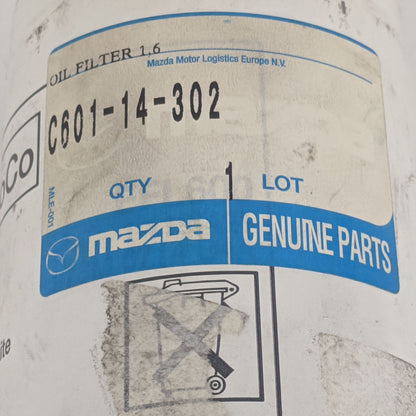 OIL FILTER 1,6
Mazda Motor Logistics Europe N.V.
C601-14-302
QTY 1 LOT
MLE-001
mazda GENUINE PARTS